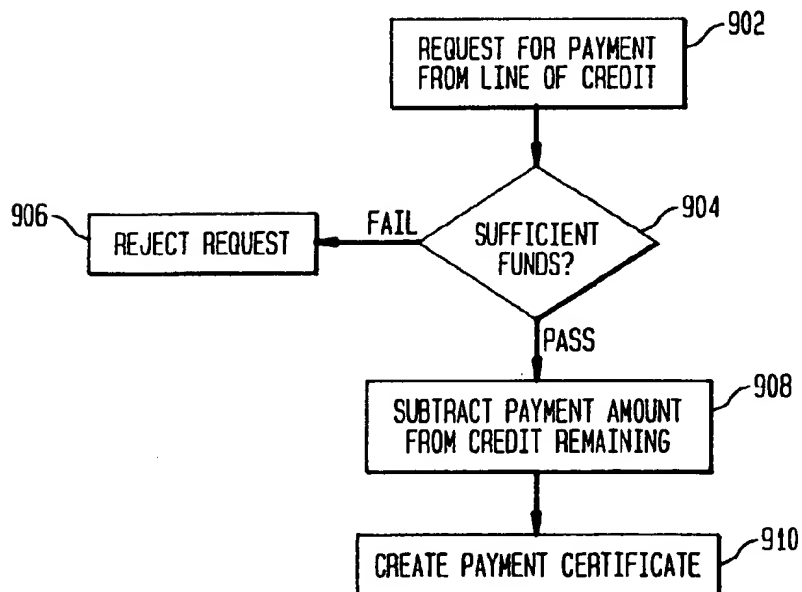 REQUEST FOR PAYMENT
FROM LINE OF CREDIT
902
SUFFICIENT
FUNDS?
904
FAIL
906
REJECT REQUEST
PASS
SUBTRACT PAYMENT AMOUNT
FROM CREDIT REMAINING
908
CREATE PAYMENT CERTIFICATE
910